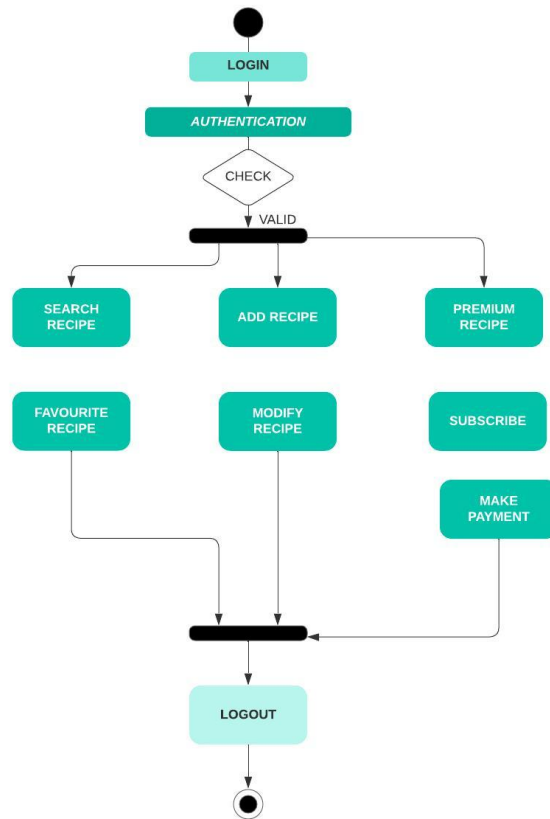 LOGIN
AUTHENTICATION
CHECK
VALID
SEARCH
RECIPE
ADD RECIPE
PREMIUM
RECIPE
FAVOURITE
RECIPE
MODIFY
RECIPE
SUBSCRIBE
MAKE
PAYMENT
LOGOUT